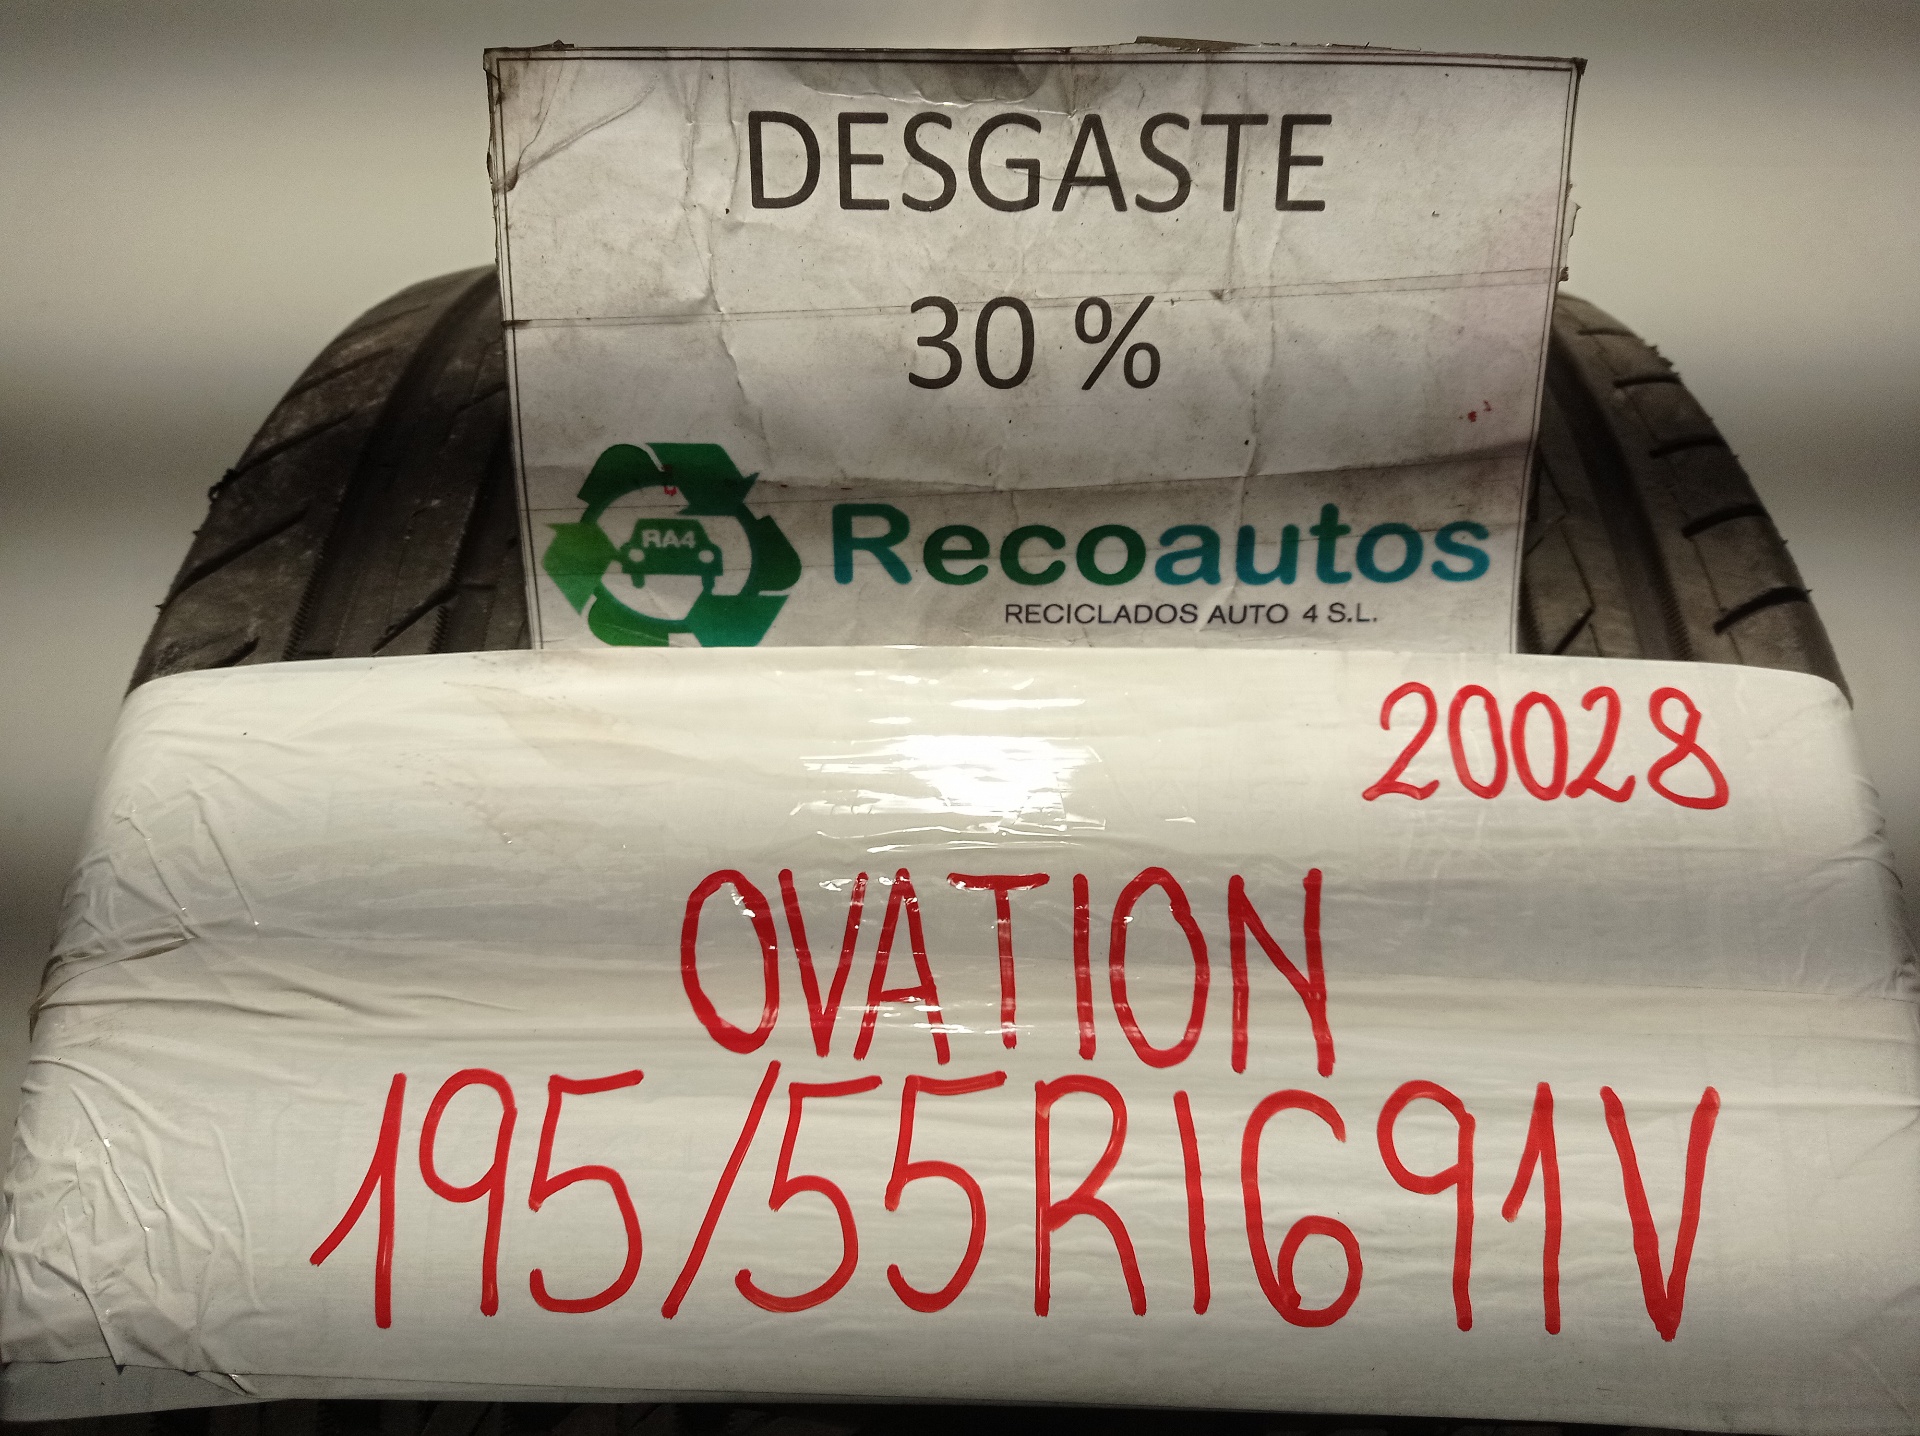 DESGASTE
30 %
RA4
Recoautos
RECICLADOS AUTO 4 S.L.
20028
OVATION
195/55R1691V